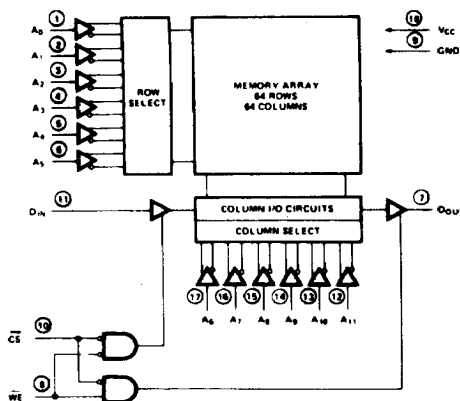 A0 1
A1 2
A2 3
A3 4
A4 5
A5 6
ROW
SELECT
MEMORY ARRAY
64 ROWS
64 COLUMNS
18 VCC
9 GND
DIN 11
COLUMN I/O CIRCUITS
COLUMN SELECT
7 DOUT
17 16 15 14 13 12
A6 A7 A8 A9 A10 A11
CS 10
WE 8